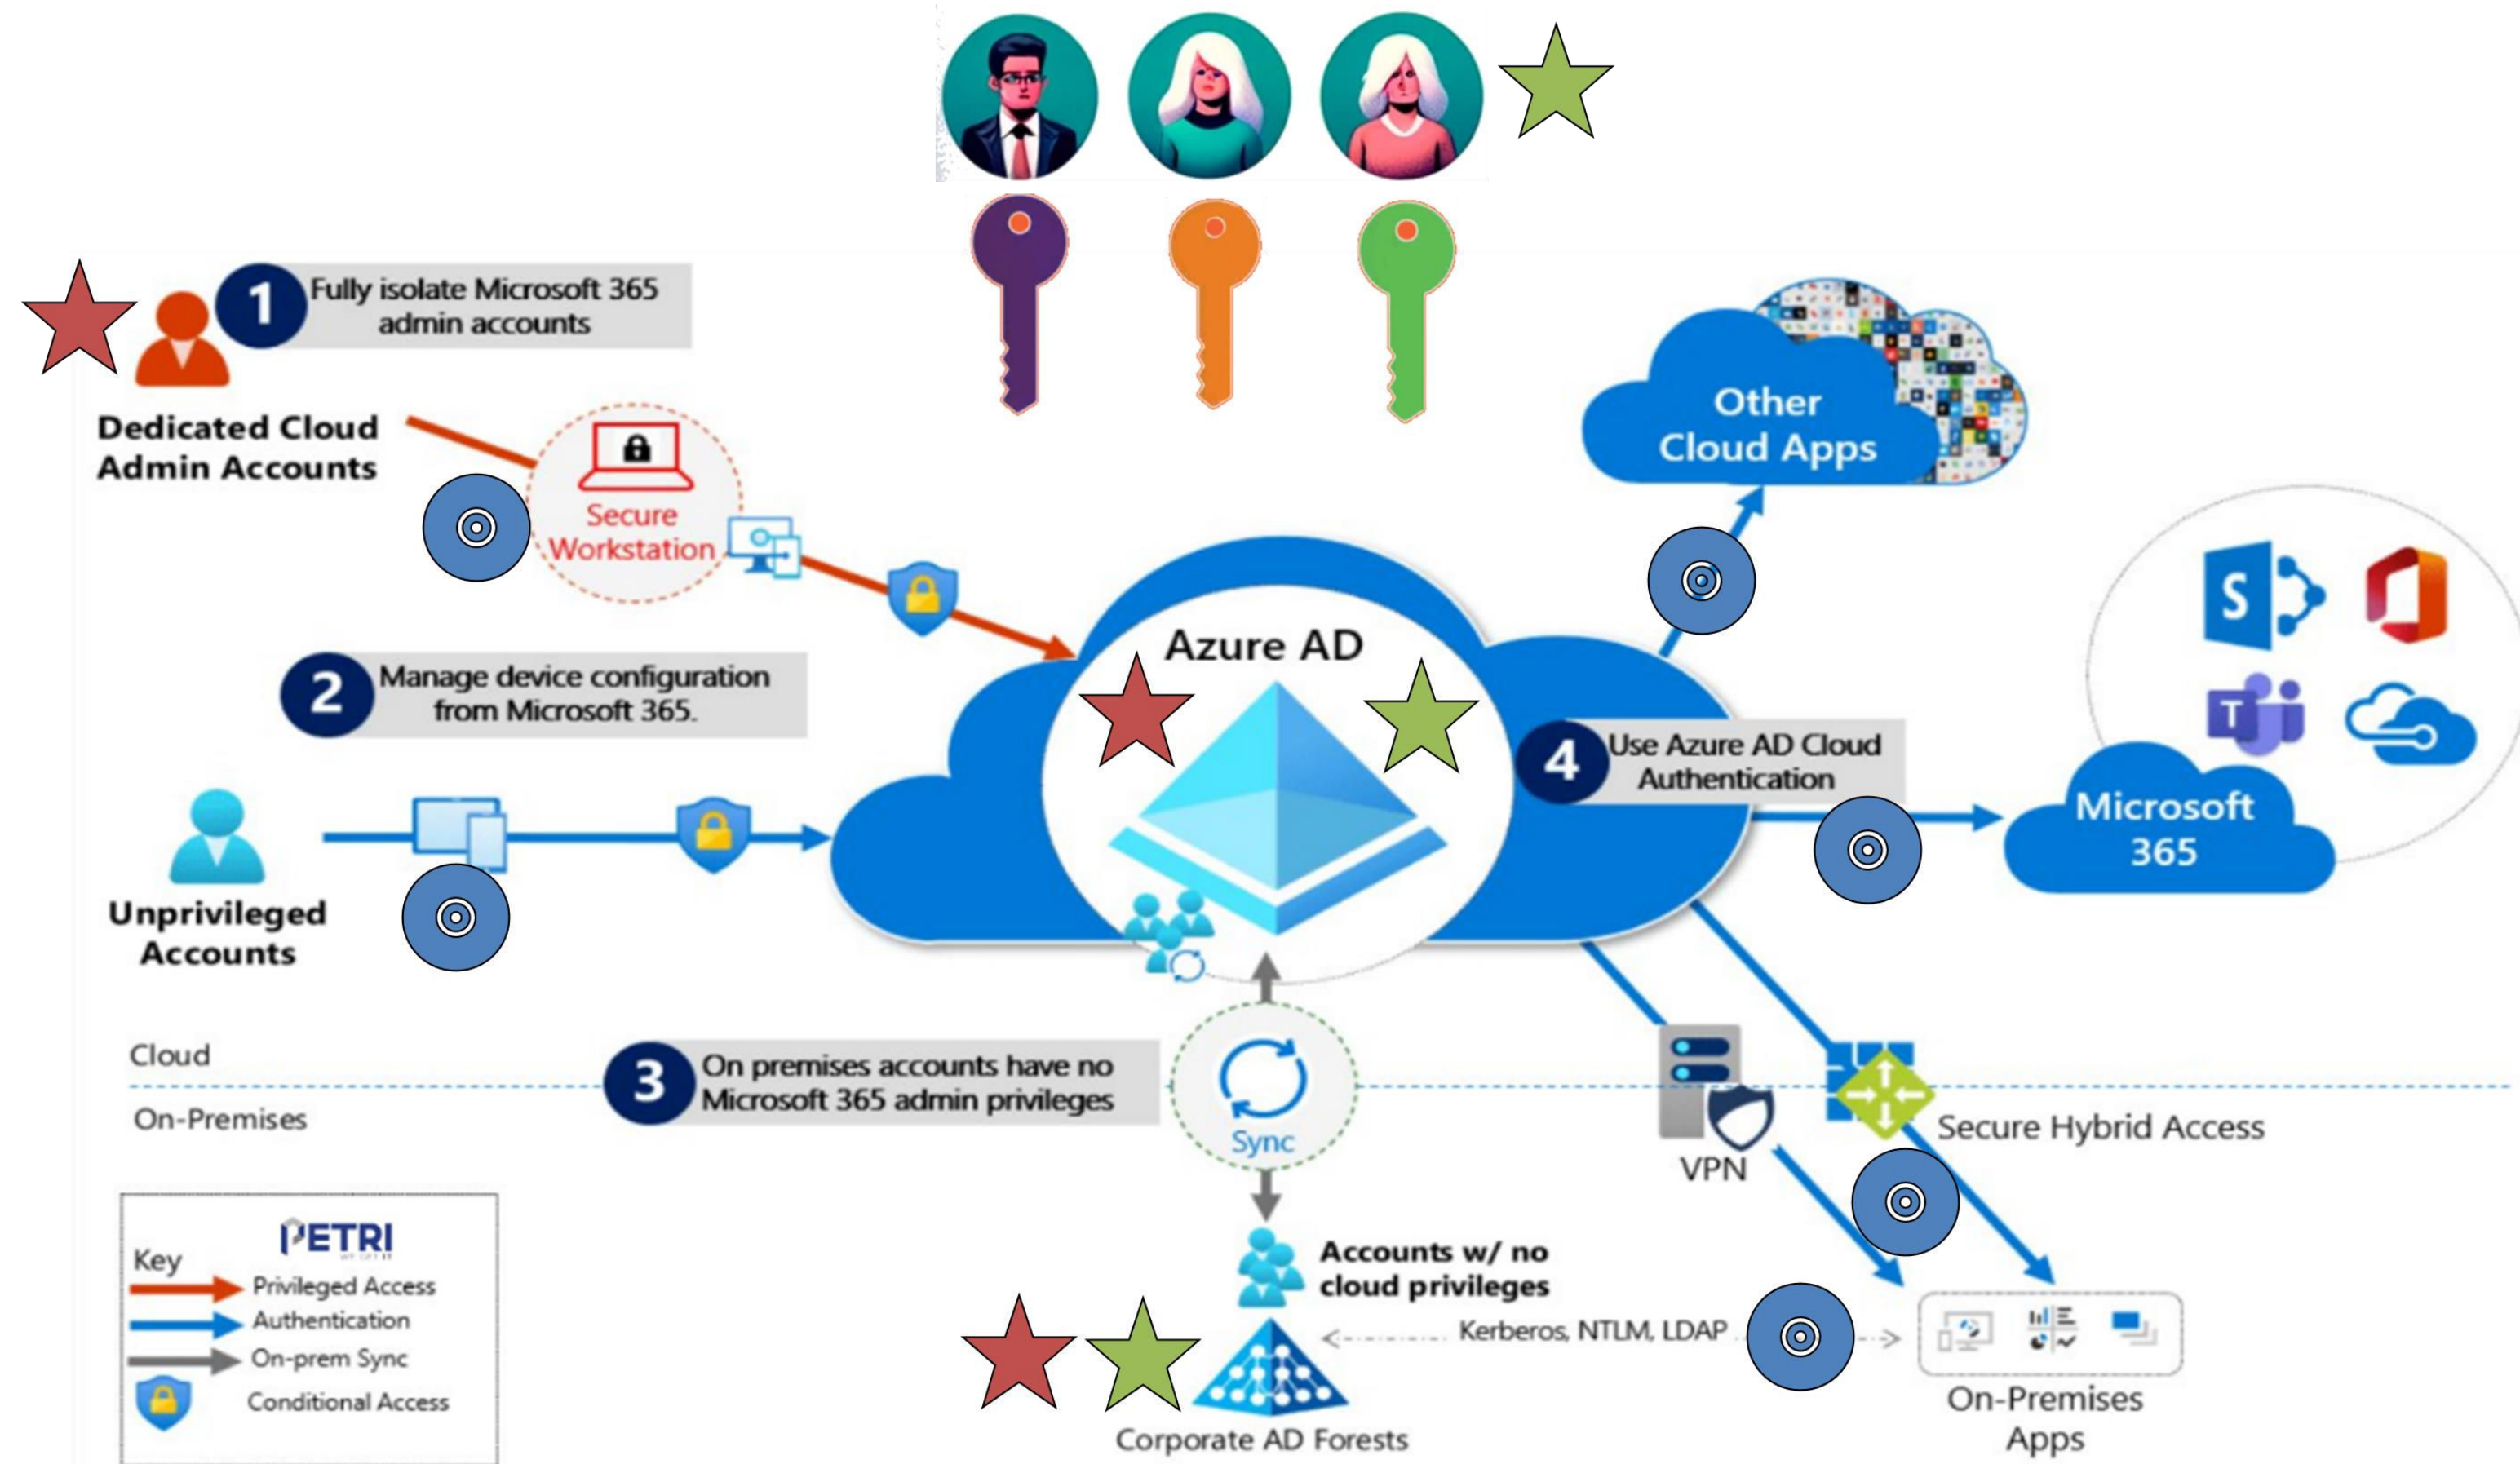 1
Fully isolate Microsoft 365
admin accounts
Dedicated Cloud
Admin Accounts
Secure
Workstation
Other
Cloud Apps
Azure AD
2
Manage device configuration
from Microsoft 365.
4
Use Azure AD Cloud
Authentication
S
T
Microsoft
365
Unprivileged
Accounts
Cloud
On-Premises
3
On premises accounts have no
Microsoft 365 admin privileges
Sync
VPN
Secure Hybrid Access
PETRI
WE GET IT
Key
Privileged Access
Authentication
On-prem Sync
Conditional Access
Accounts w/ no
cloud privileges
Kerberos, NTLM, LDAP
Corporate AD Forests
On-Premises
Apps